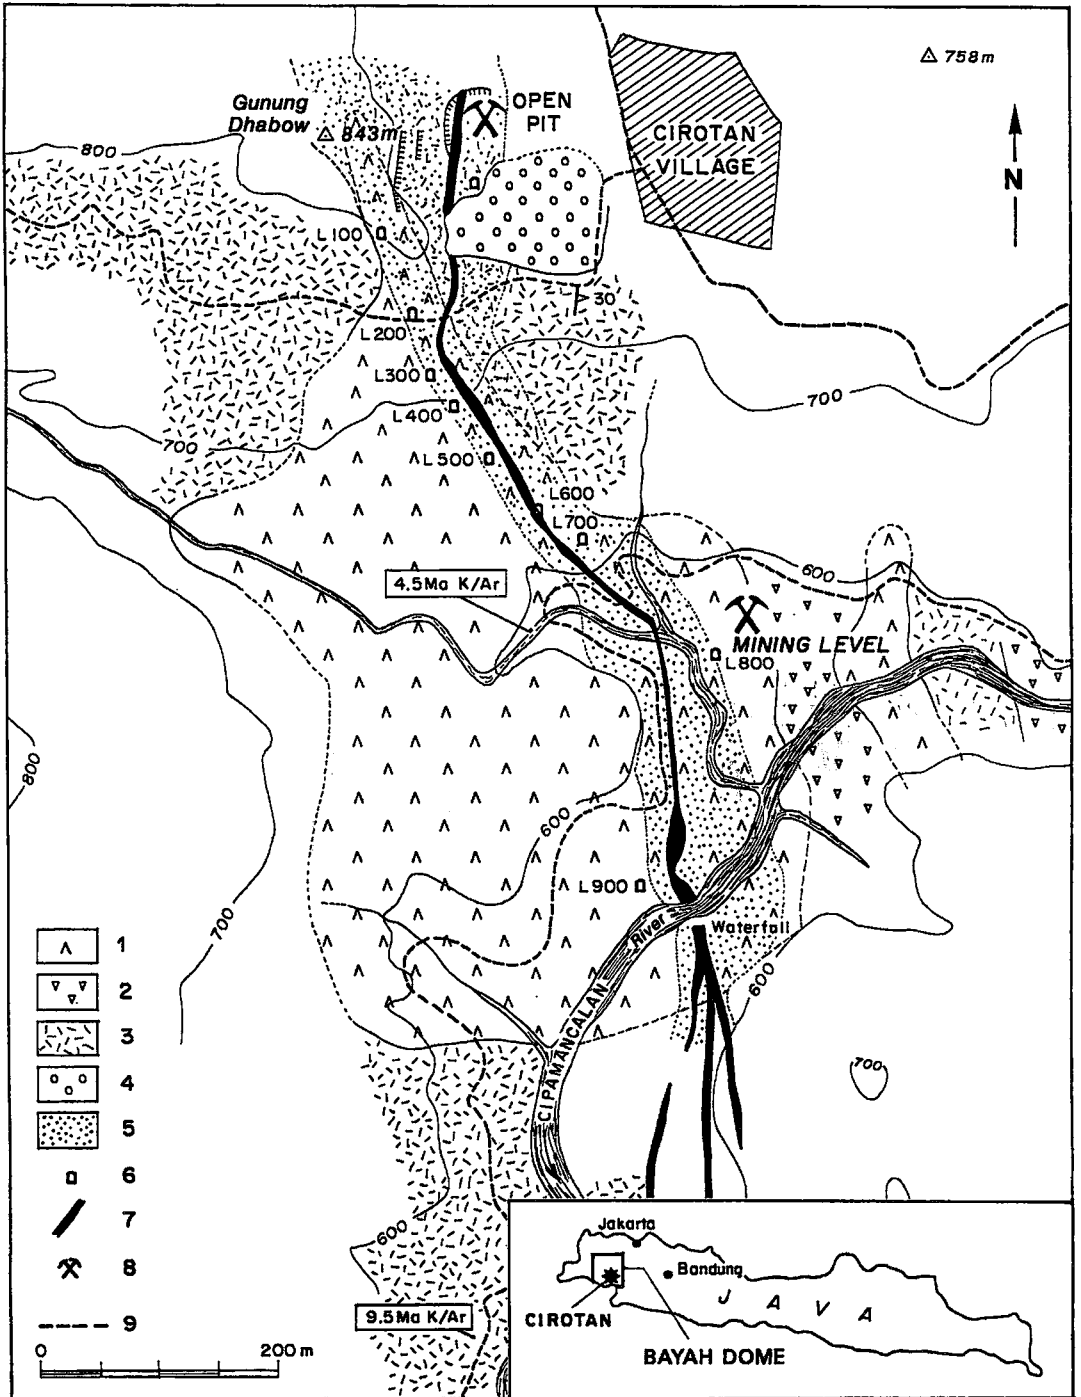 758m
Gunung
Dhabow
843m
OPEN
PIT
CIROTAN
VILLAGE
N
800
L100
30
L200
L300
L400
700
700
L500
L600
L700
4.5Ma K/Ar
600
MINING LEVEL
L800
800
600
L900
700
Waterfall
River
CIPAMANCALAN
600
700
1
2
3
4
5
6
7
8
9
600
9.5Ma K/Ar
0
200m
Jakarta
Bandung
JAVA
CIROTAN
BAYAH DOME